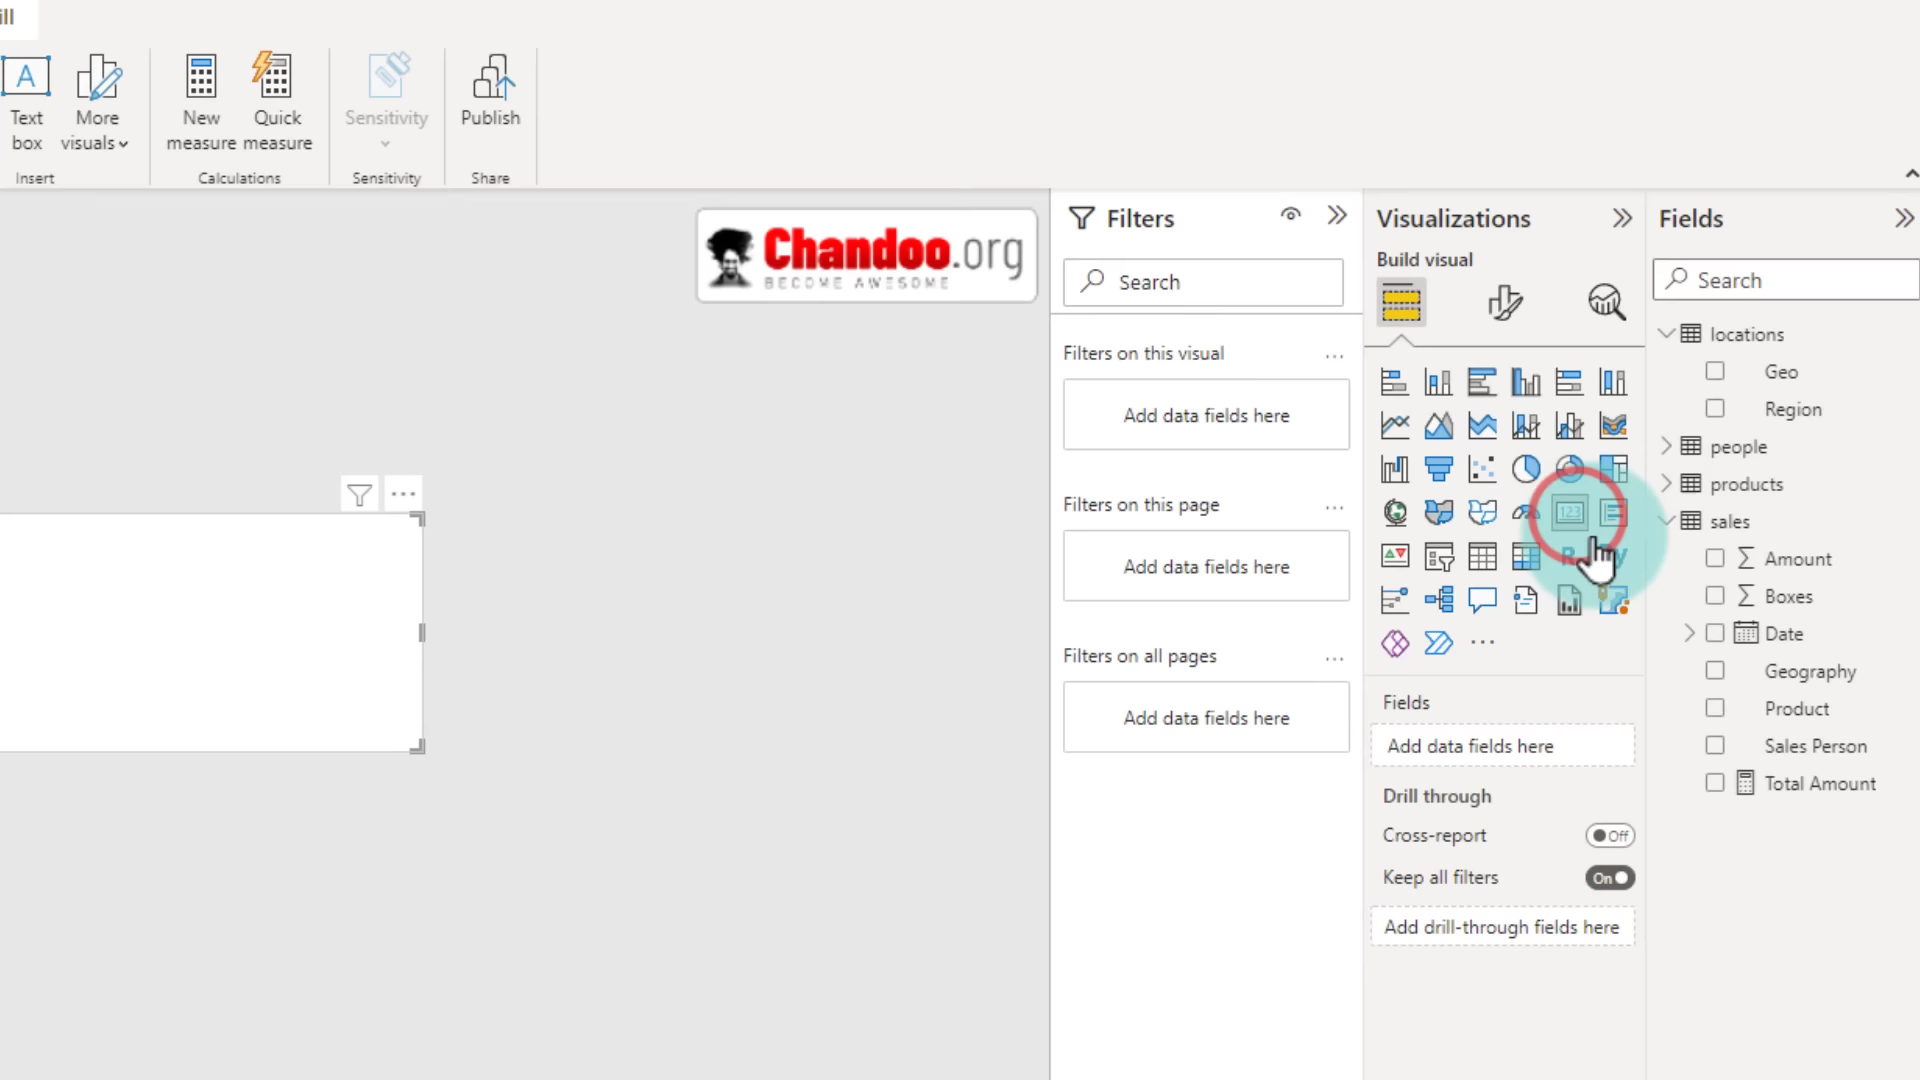 ill
Text
box
More
visuals
New
measure
Quick
measure
Sensitivity
Publish
Insert
Calculations
Sensitivity
Share
Chandoo.org
BECOME AWESOME
Filters
Search
Filters on this visual
Add data fields here
Filters on this page
Add data fields here
Filters on all pages
Add data fields here
Visualizations
Build visual
123
Fields
Add data fields here
Drill through
Cross-report
Off
Keep all filters
On
Add drill-through fields here
Fields
Search
locations
Geo
Region
people
products
sales
Amount
Boxes
Date
Geography
Product
Sales Person
Total Amount